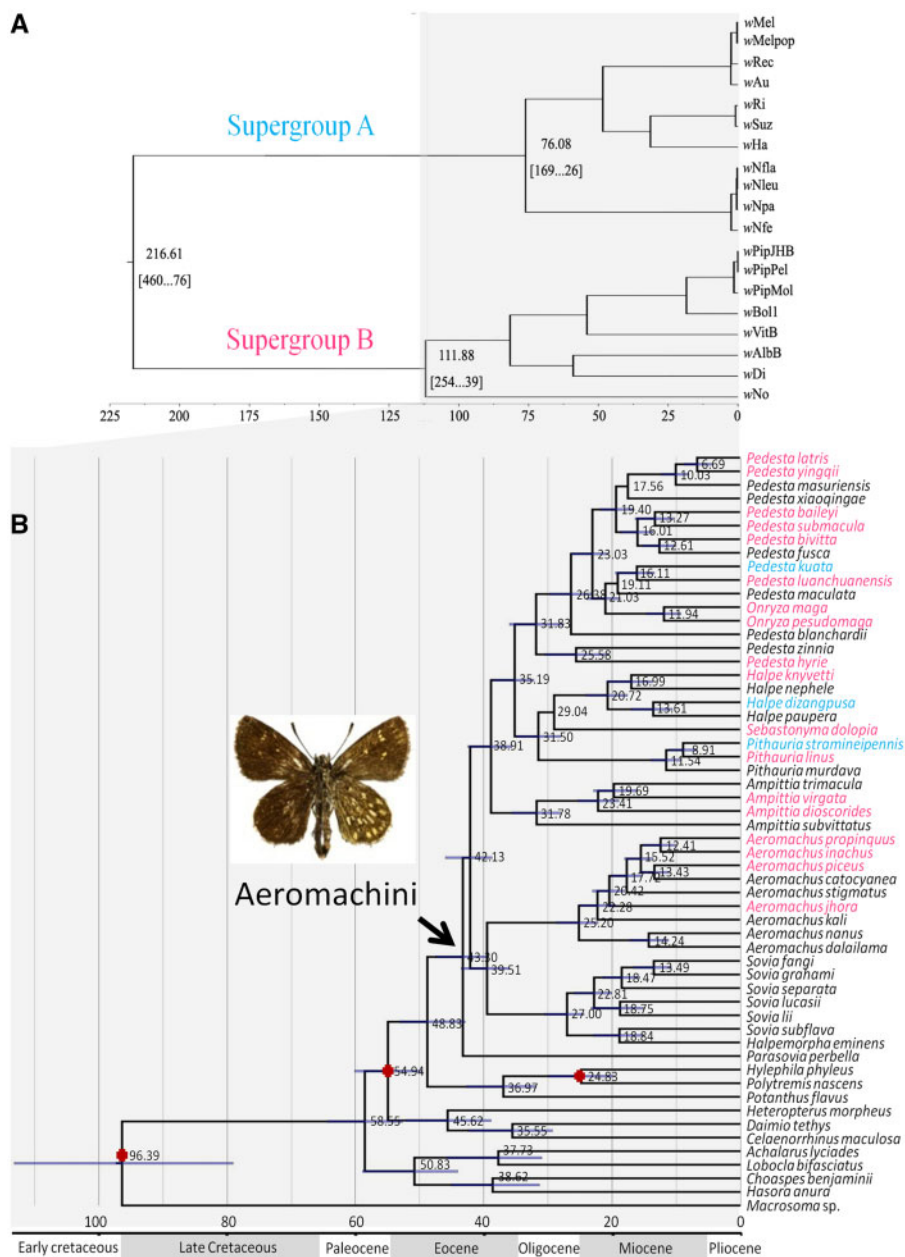 A
wMel
wMelpop
wRec
wAu
wRi
wSuz
wHa
wNfla
wNleu
wNpa
wNfe
wPipJHB
wPipPel
wPipMol
wBol1
wVitB
wAlbB
wDi
wNo
Supergroup A
76.08
[169...26]
216.61
[460...76]
Supergroup B
111.88
[254...39]
225 200 175 150 125 100 75 50 25 0
B
Pedesta latris
6.69
Pedesta yingqii
10.03
Pedesta masuriensis
17.56
Pedesta xiaoqingae
19.40
Pedesta baileyi
13.27
Pedesta submacula
16.01
Pedesta bivitta
12.61
Pedesta fusca
23.03
Pedesta kuata
16.11
Pedesta luanchuanensis
19.11
Pedesta maculata
26.38
21.03
Onryza maga
11.94
Onryza pesudomaga
31.83
Pedesta blanchardii
Pedesta zinnia
25.58
Pedesta hyrie
35.19
Halpe knyvetti
16.99
Halpe nephele
20.72
Halpe dizangpusa
13.61
Halpe paupera
29.04
Sebastonyma dolopia
31.50
Pithauria stramineipennis
8.91
Pithauria linus
11.54
Pithauria murdava
38.91
Ampittia trimacula
19.69
Ampittia virgata
23.41
Ampittia dioscorides
31.78
Ampittia subvittatus
Aeromachus propinquus
12.41
Aeromachus inachus
15.52
Aeromachus piceus
13.43
42.13
17.72
Aeromachus catocyanea
20.42
Aeromachus stigmatus
22.28
Aeromachus jhora
25.20
Aeromachus kali
Aeromachus nanus
14.24
Aeromachus dalailama
Aeromachini
43.30
39.51
Sovia fangi
13.49
Sovia grahami
18.47
Sovia separata
22.81
Sovia lucasii
18.75
Sovia lii
27.00
Sovia subflava
18.84
Halpemorpha eminens
48.83
Parasovia perbella
Hylephila phyleus
24.83
Polytremis nascens
36.97
Potanthus flavus
54.94
Heteropterus morpheus
45.62
Daimio tethys
35.55
Celaenorrhinus maculosa
58.55
Achalarus lyciades
37.73
Lobocla bifasciatus
50.83
Choaspes benjaminii
38.62
Hasora anura
96.39
Macrosoma sp.
100 80 60 40 20 0
Early cretaceous Late Cretaceous Paleocene Eocene Oligocene Miocene Pliocene